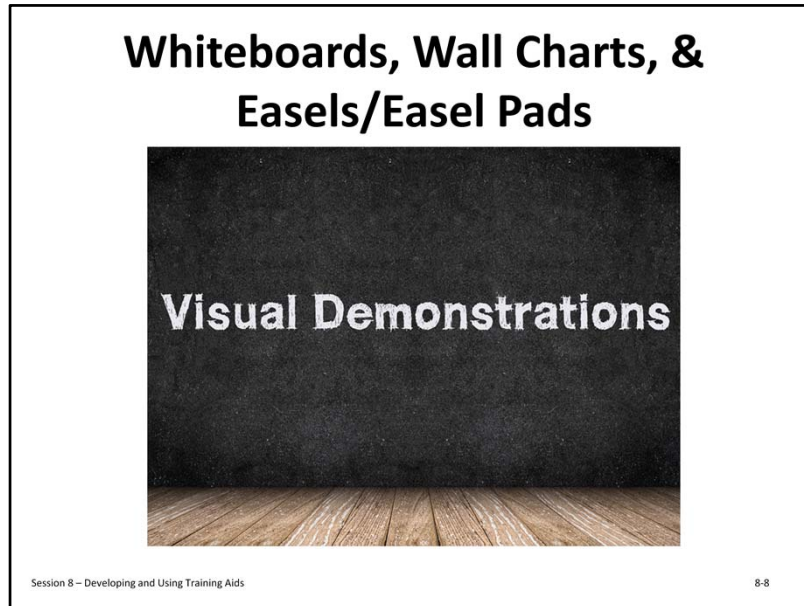 Whiteboards, Wall Charts, &
Easels/Easel Pads
Visual Demonstrations
Session 8 – Developing and Using Training Aids
8-8